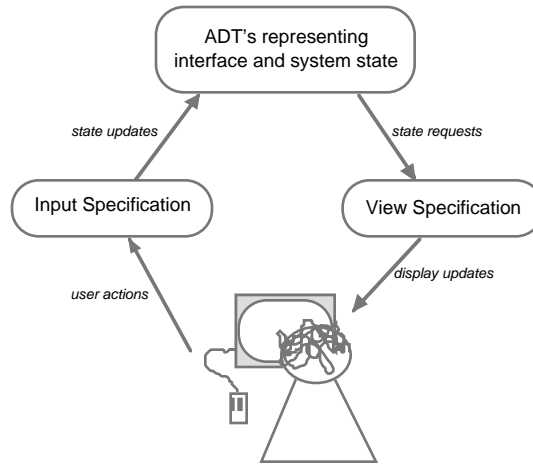 ADT's representing
interface and system state
state updates
state requests
Input Specification
View Specification
user actions
display updates